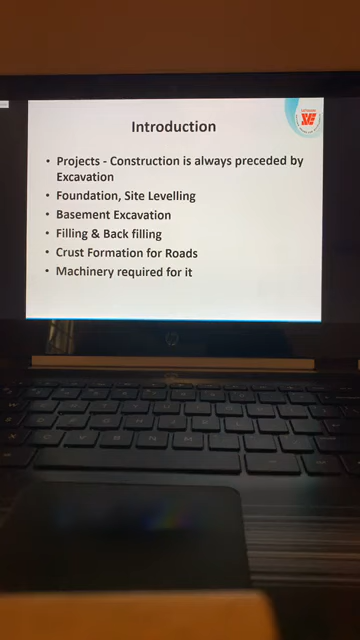 Introduction
• Projects - Construction is always preceded by
Excavation
• Foundation, Site Levelling
• Basement Excavation
• Filling & Back filling
• Crust Formation for Roads
• Machinery required for it
hp